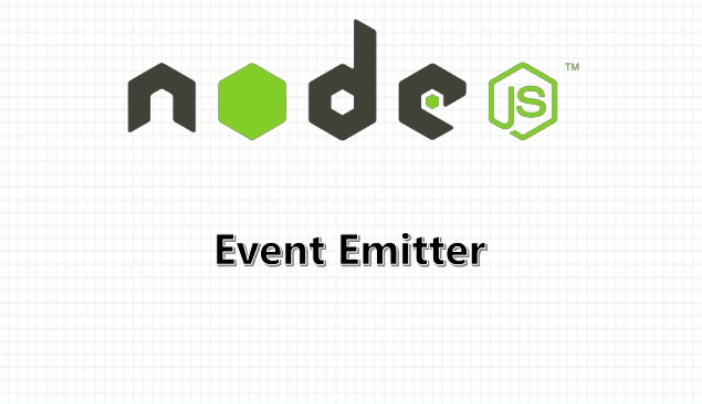 node JS ™
Event Emitter